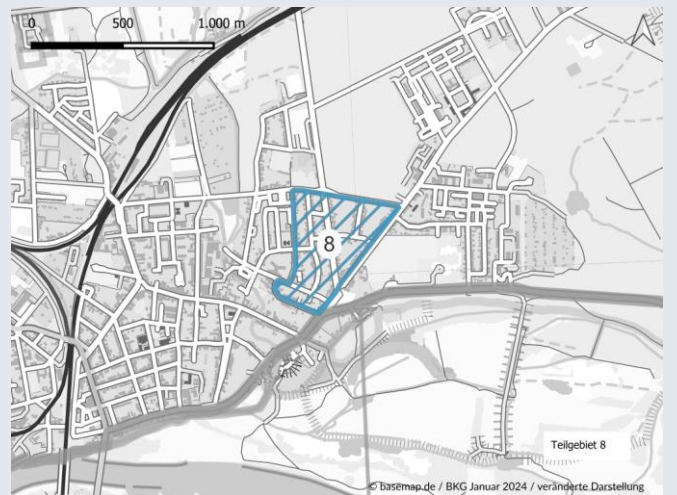 0 500 1.000 m
8
Teilgebiet 8
© basemap.de / BKG Januar 2024 / veränderte Darstellung